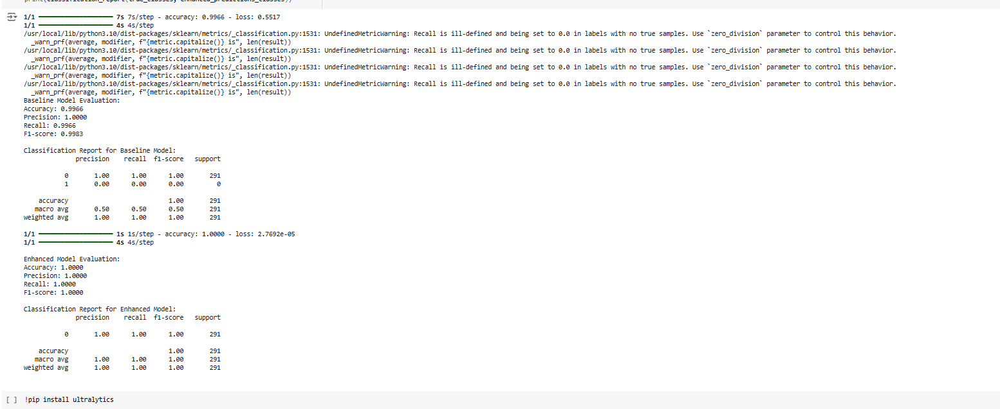 print(classification_report(true_classes, enhanced_predictions_classes))
1/1 ━━━━━━━━━━━━━━━━━━━━ 7s 7s/step - accuracy: 0.9966 - loss: 0.5517
1/1 ━━━━━━━━━━━━━━━━━━━━ 4s 4s/step
/usr/local/lib/python3.10/dist-packages/sklearn/metrics/_classification.py:1531: UndefinedMetricWarning: Recall is ill-defined and being set to 0.0 in labels with no true samples. Use `zero_division` parameter to control this behavior.
  _warn_prf(average, modifier, f"{metric.capitalize()} is", len(result))
/usr/local/lib/python3.10/dist-packages/sklearn/metrics/_classification.py:1531: UndefinedMetricWarning: Recall is ill-defined and being set to 0.0 in labels with no true samples. Use `zero_division` parameter to control this behavior.
  _warn_prf(average, modifier, f"{metric.capitalize()} is", len(result))
/usr/local/lib/python3.10/dist-packages/sklearn/metrics/_classification.py:1531: UndefinedMetricWarning: Recall is ill-defined and being set to 0.0 in labels with no true samples. Use `zero_division` parameter to control this behavior.
  _warn_prf(average, modifier, f"{metric.capitalize()} is", len(result))
/usr/local/lib/python3.10/dist-packages/sklearn/metrics/_classification.py:1531: UndefinedMetricWarning: Recall is ill-defined and being set to 0.0 in labels with no true samples. Use `zero_division` parameter to control this behavior.
  _warn_prf(average, modifier, f"{metric.capitalize()} is", len(result))
Baseline Model Evaluation:
Accuracy: 0.9966
Precision: 1.0000
Recall: 0.9966
F1-score: 0.9983
Classification Report for Baseline Model:
              precision    recall  f1-score   support
           0       1.00      1.00      1.00       291
           1       0.00      0.00      0.00         0
    accuracy                           1.00       291
   macro avg       0.50      0.50      0.50       291
weighted avg       1.00      1.00      1.00       291
1/1 ━━━━━━━━━━━━━━━━━━━━ 1s 1s/step - accuracy: 1.0000 - loss: 2.7692e-05
1/1 ━━━━━━━━━━━━━━━━━━━━ 4s 4s/step
Enhanced Model Evaluation:
Accuracy: 1.0000
Precision: 1.0000
Recall: 1.0000
F1-score: 1.0000
Classification Report for Enhanced Model:
              precision    recall  f1-score   support
           0       1.00      1.00      1.00       291
    accuracy                           1.00       291
   macro avg       1.00      1.00      1.00       291
weighted avg       1.00      1.00      1.00       291
[ ] !pip install ultralytics